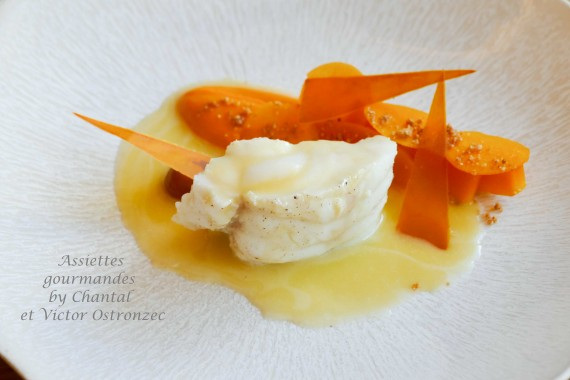 Assiettes
gourmandes
by Chantal
et Victor Ostronzec